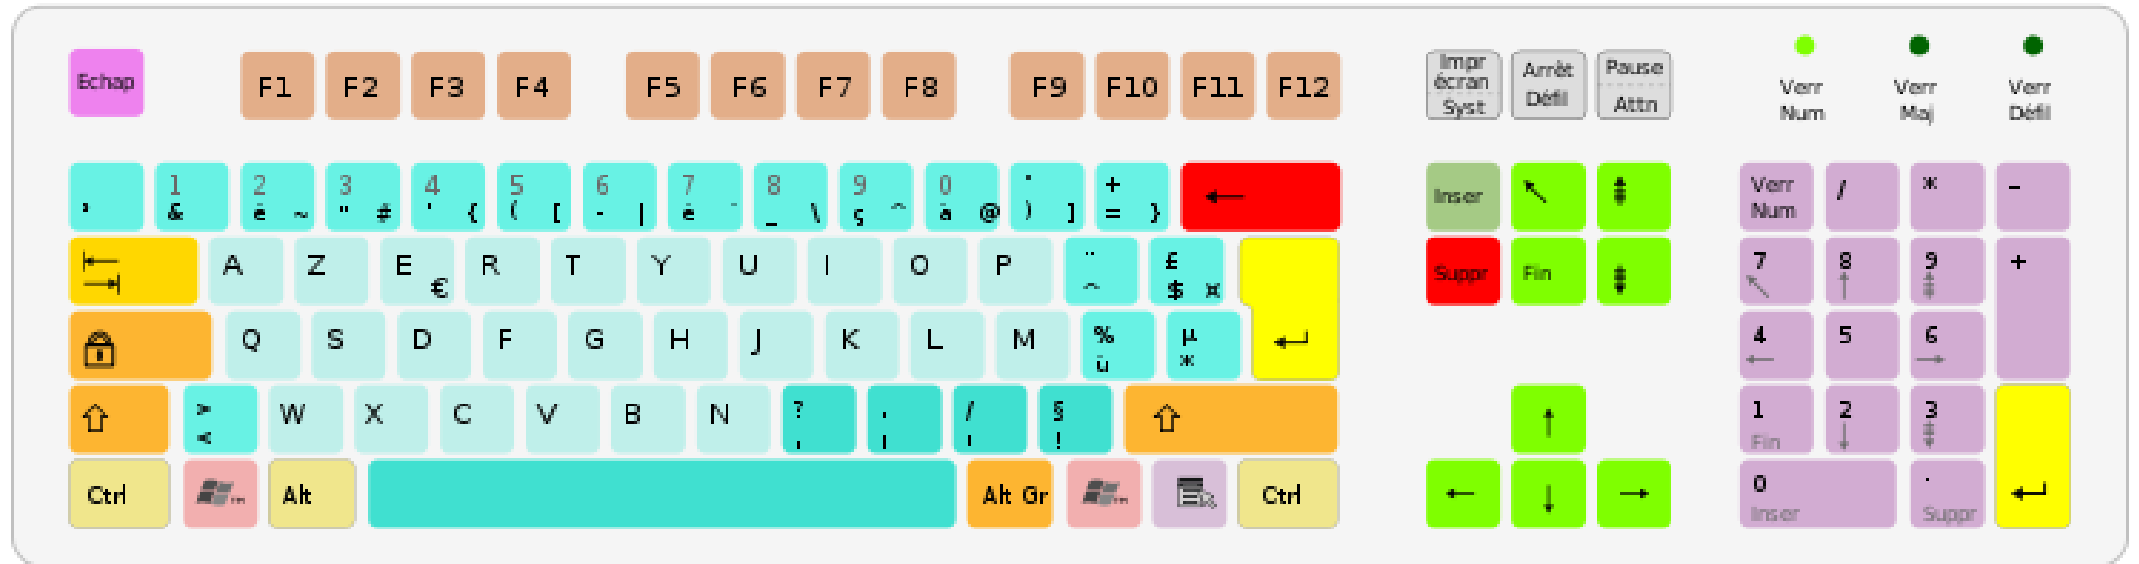 Echap F1 F2 F3 F4 F5 F6 F7 F8 F9 F10 F11 F12
Impr
écran
Syst
Arrêt
Défil
Pause
Attn
Verr
Num
Verr
Maj
Verr
Défil
1 2 3 4 5 6 7 8 9 0 ° +
² & é ~ " # ' { ( [ - | è ` _ \ ç ^ à @ ) ] = }
Inser
Verr
Num
/ * -
A Z E R T Y U I O P ¨ £
€ ^ $ ¤
Suppr Fin
7 8 9 +
Q S D F G H J K L M % µ
ù *
4 5 6
> W X C V B N ? . / §
< , ; : !
1 2 3
Fin
Ctrl Alt Alt Gr Ctrl
0 .
Inser Suppr